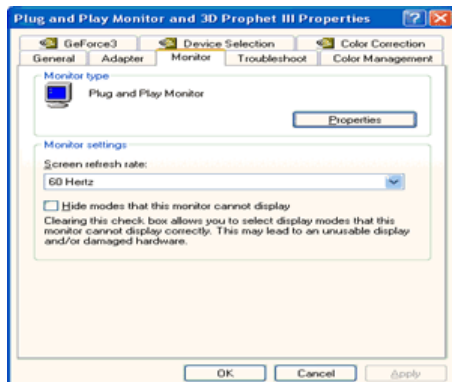 Plug and Play Monitor and 3D Prophet III Properties
GeForce3 Device Selection Color Correction
General Adapter Monitor Troubleshoot Color Management
Monitor type
Plug and Play Monitor
Properties
Monitor settings
Screen refresh rate:
60 Hertz
Hide modes that this monitor cannot display
Clearing this check box allows you to select display modes that this
monitor cannot display correctly. This may lead to an unusable display
and/or damaged hardware.
OK Cancel Apply